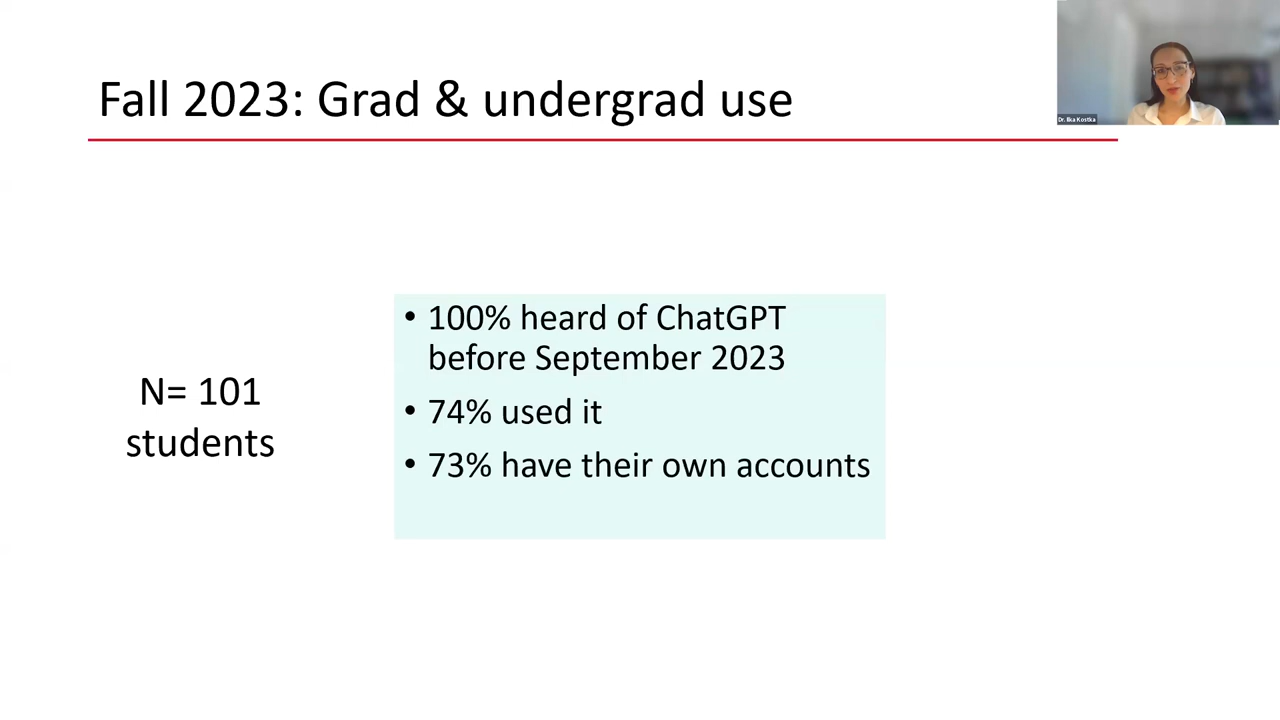 Fall 2023: Grad & undergrad use
Dr. Ilka Kostka
N= 101
students
• 100% heard of ChatGPT
before September 2023
• 74% used it
• 73% have their own accounts